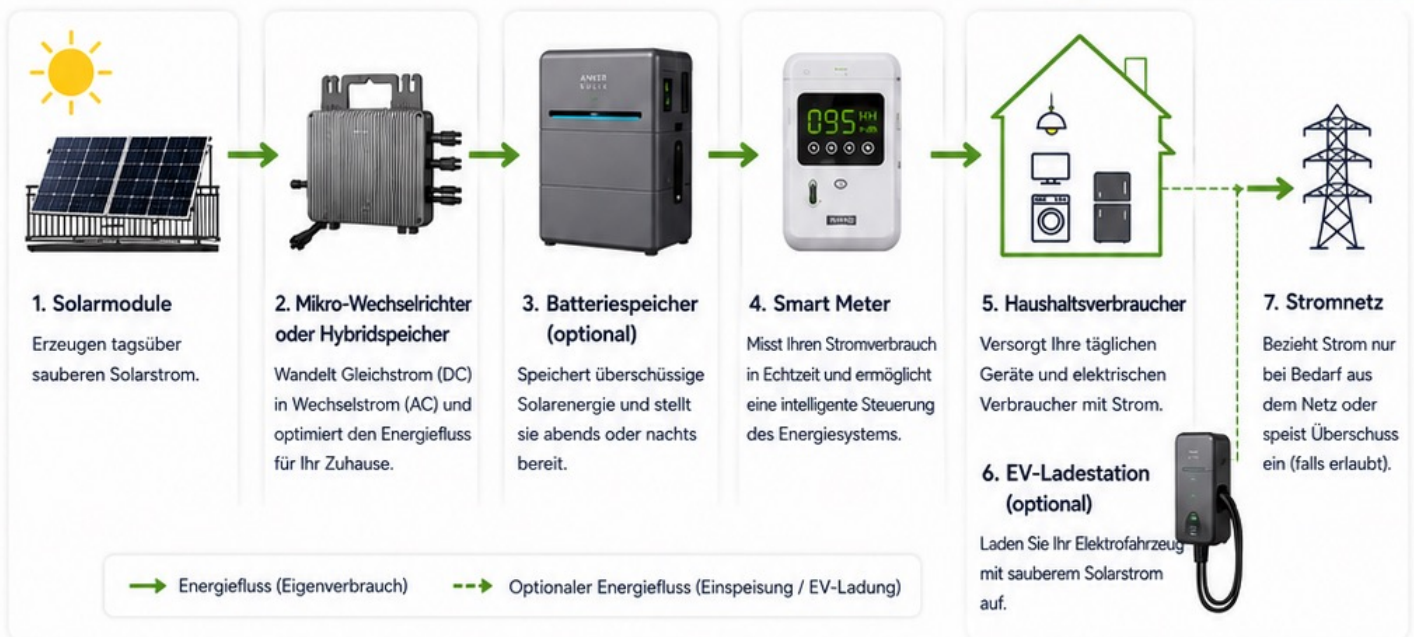 ANKER
SOLIX
095
1. Solarmodule
Erzeugen tagsüber
sauberen Solarstrom.
2. Mikro-Wechselrichter
oder Hybridspeicher
Wandelt Gleichstrom (DC)
in Wechselstrom (AC) und
optimiert den Energiefluss
für Ihr Zuhause.
3. Batteriespeicher
(optional)
Speichert überschüssige
Solarenergie und stellt
sie abends oder nachts
bereit.
4. Smart Meter
Misst Ihren Stromverbrauch
in Echtzeit und ermöglicht
eine intelligente Steuerung
des Energiesystems.
5. Haushaltsverbraucher
Versorgt Ihre täglichen
Geräte und elektrischen
Verbraucher mit Strom.
6. EV-Ladestation
(optional)
Laden Sie Ihr Elektrofahrzeug
mit sauberem Solarstrom
auf.
7. Stromnetz
Bezieht Strom nur
bei Bedarf aus
dem Netz oder
speist Überschuss
ein (falls erlaubt).
Energiefluss (Eigenverbrauch)
Optionaler Energiefluss (Einspeisung / EV-Ladung)